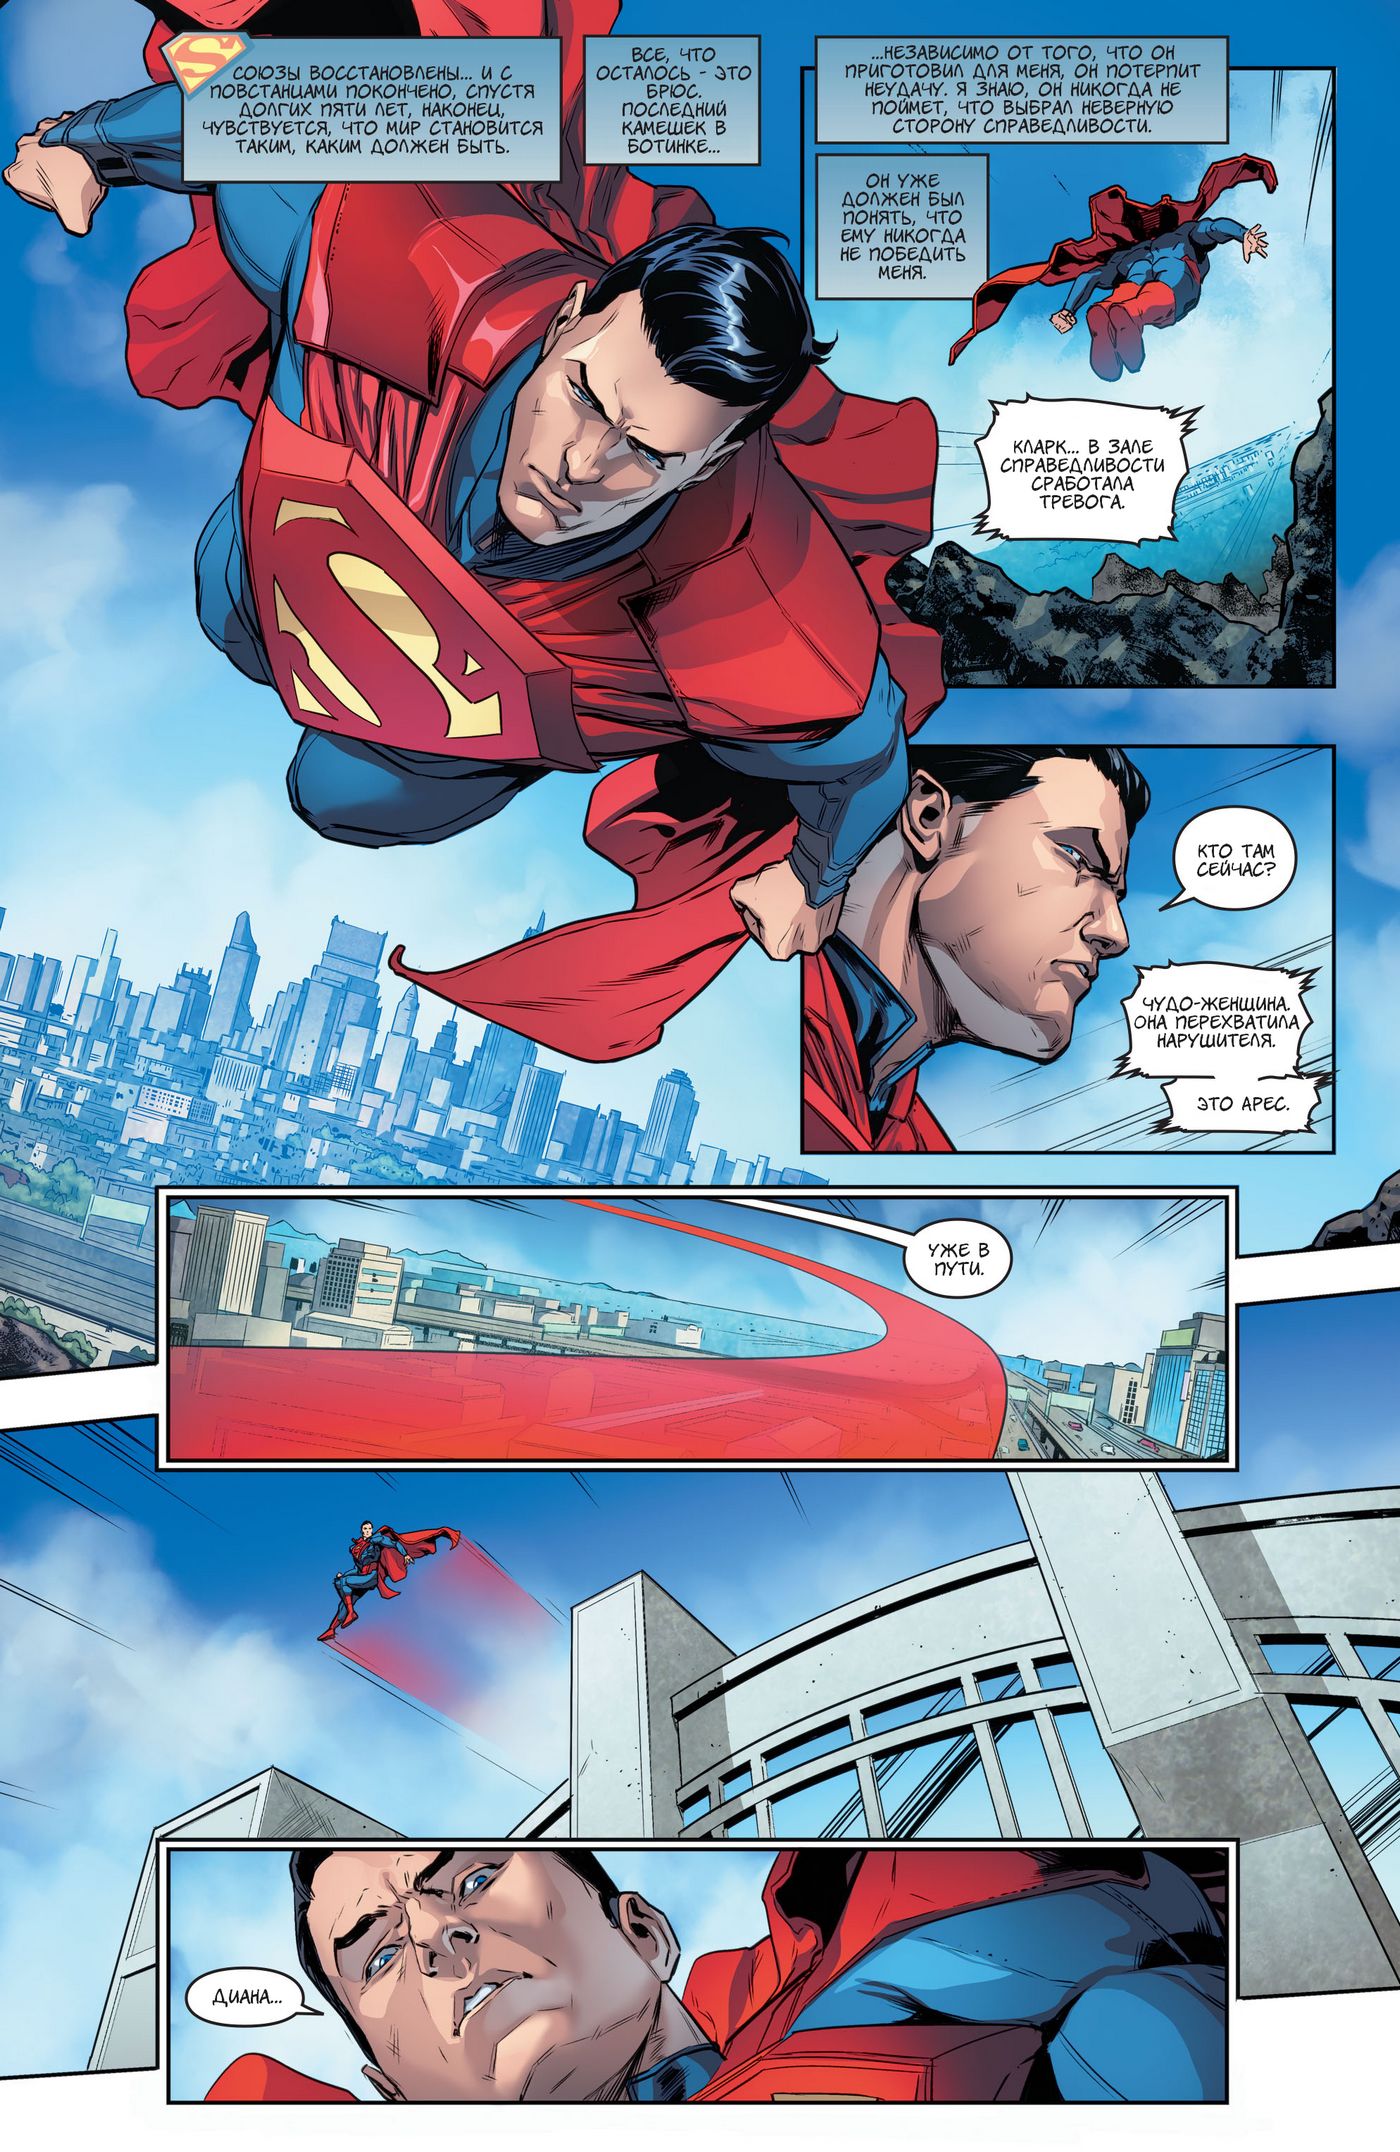 СОЮЗЫ ВОССТАНОВЛЕНЫ... И С
ПОВСТАНЦАМИ ПОКОНЧЕНО, СПУСТЯ
ДОЛГИХ ПЯТИ ЛЕТ, НАКОНЕЦ,
ЧУВСТВУЕТСЯ, ЧТО МИР СТАНОВИТСЯ
ТАКИМ, КАКИМ ДОЛЖЕН БЫТЬ.
ВСЕ, ЧТО
ОСТАЛОСЬ - ЭТО
БРЮС.
ПОСЛЕДНИЙ
КАМЕШЕК В
БОТИНКЕ...
...НЕЗАВИСИМО ОТ ТОГО, ЧТО ОН
ПРИГОТОВИЛ ДЛЯ МЕНЯ, ОН ПОТЕРПИТ
НЕУДАЧУ. Я ЗНАЮ, ОН НИКОГДА НЕ
ПОЙМЕТ, ЧТО ВЫБРАЛ НЕВЕРНУЮ
СТОРОНУ СПРАВЕДЛИВОСТИ.
ОН УЖЕ
ДОЛЖЕН БЫЛ
ПОНЯТЬ, ЧТО
ЕМУ НИКОГДА
НЕ ПОБЕДИТЬ
МЕНЯ.
КЛАРК... В ЗАЛЕ
СПРАВЕДЛИВОСТИ
СРАБОТАЛА
ТРЕВОГА.
КТО ТАМ
СЕЙЧАС?
ЧУДО-ЖЕНЩИНА.
ОНА ПЕРЕХВАТИЛА
НАРУШИТЕЛЯ.
ЭТО АРЕС.
УЖЕ В
ПУТИ.
ДИАНА...